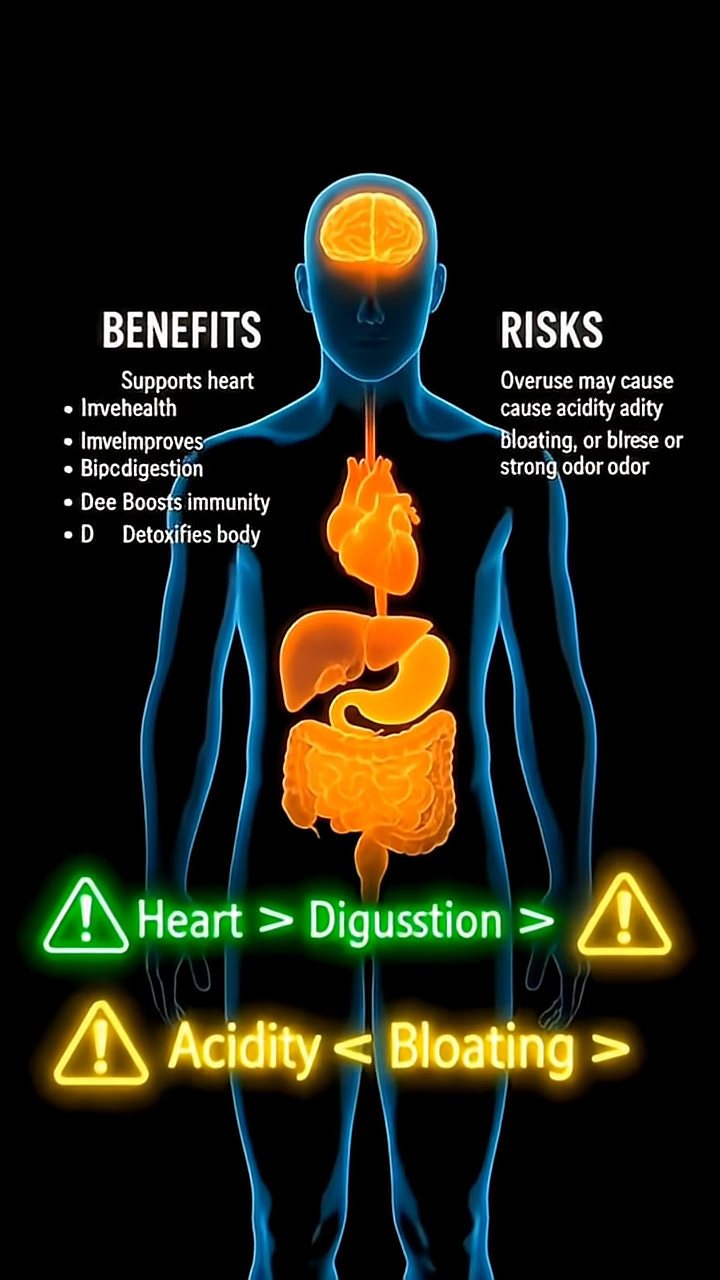 BENEFITS
Supports heart
• Invehealth
• ImveImproves
• Bipcdigestion
• Dee Boosts immunity
• D Detoxifies body
RISKS
Overuse may cause
cause acidity adity
bloating, or blrese or
strong odor odor
Heart > Digusstion >
Acidity < Bloating >